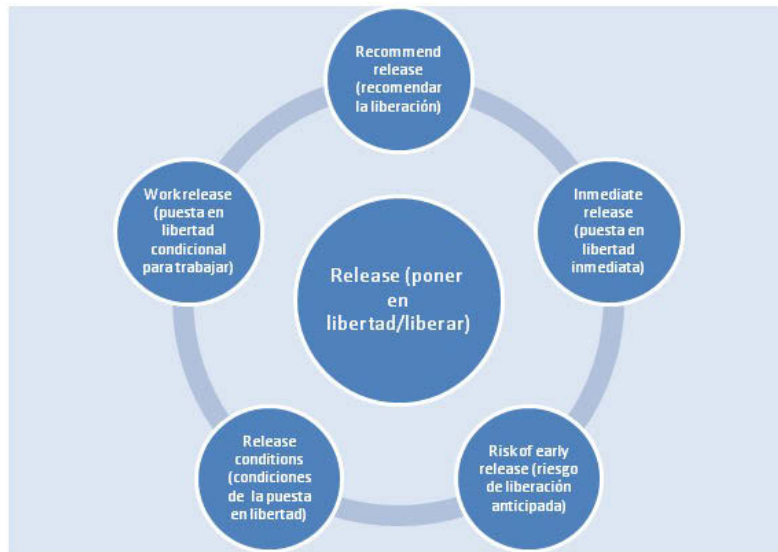 Recommend
release
(recomendar
la liberación)
Inmediate
release
(puesta en
libertad
inmediata)
Risk of early
release (riesgo
de liberación
anticipada)
Release
conditions
(condiciones
de la puesta
en libertad)
Work release
(puesta en
libertad
condicional
para trabajar)
Release (poner
en
libertad/liberar)